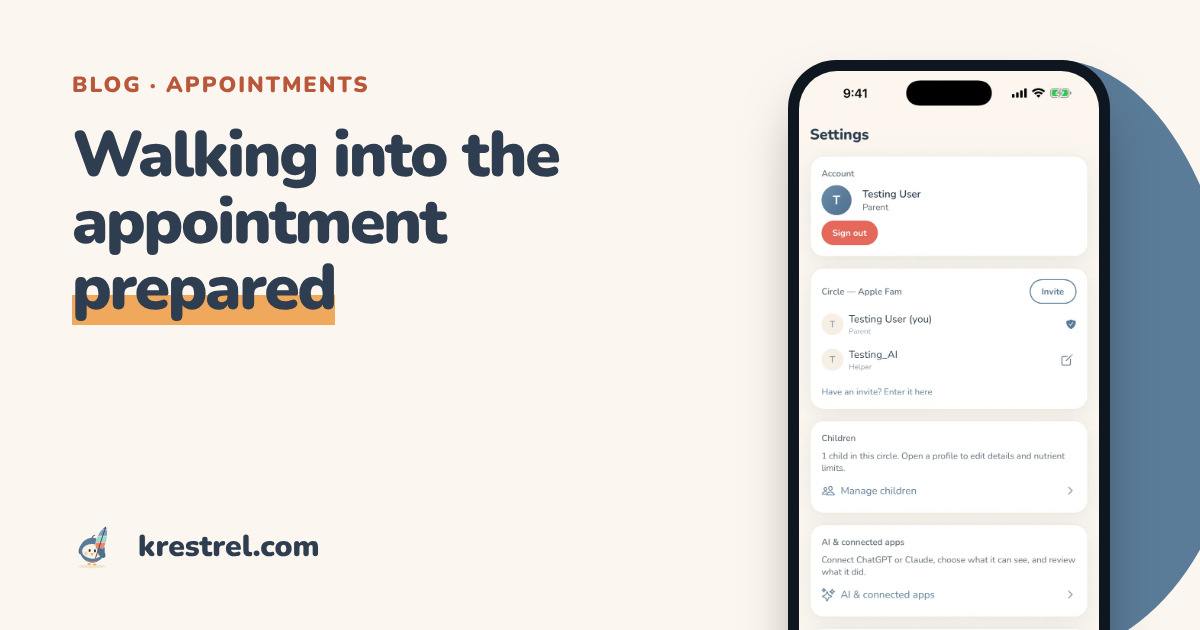 BLOG · APPOINTMENTS
Walking into the
appointment
prepared
krestrel.com
9:41
Settings
Account
T
Testing User
Parent
Sign out
Circle — Apple Fam
Invite
T
Testing User (you)
Parent
T
Testing_AI
Helper
Have an invite? Enter it here
Children
1 child in this circle. Open a profile to edit details and nutrient
limits.
Manage children
AI & connected apps
Connect ChatGPT or Claude, choose what it can see, and review
what it did.
AI & connected apps